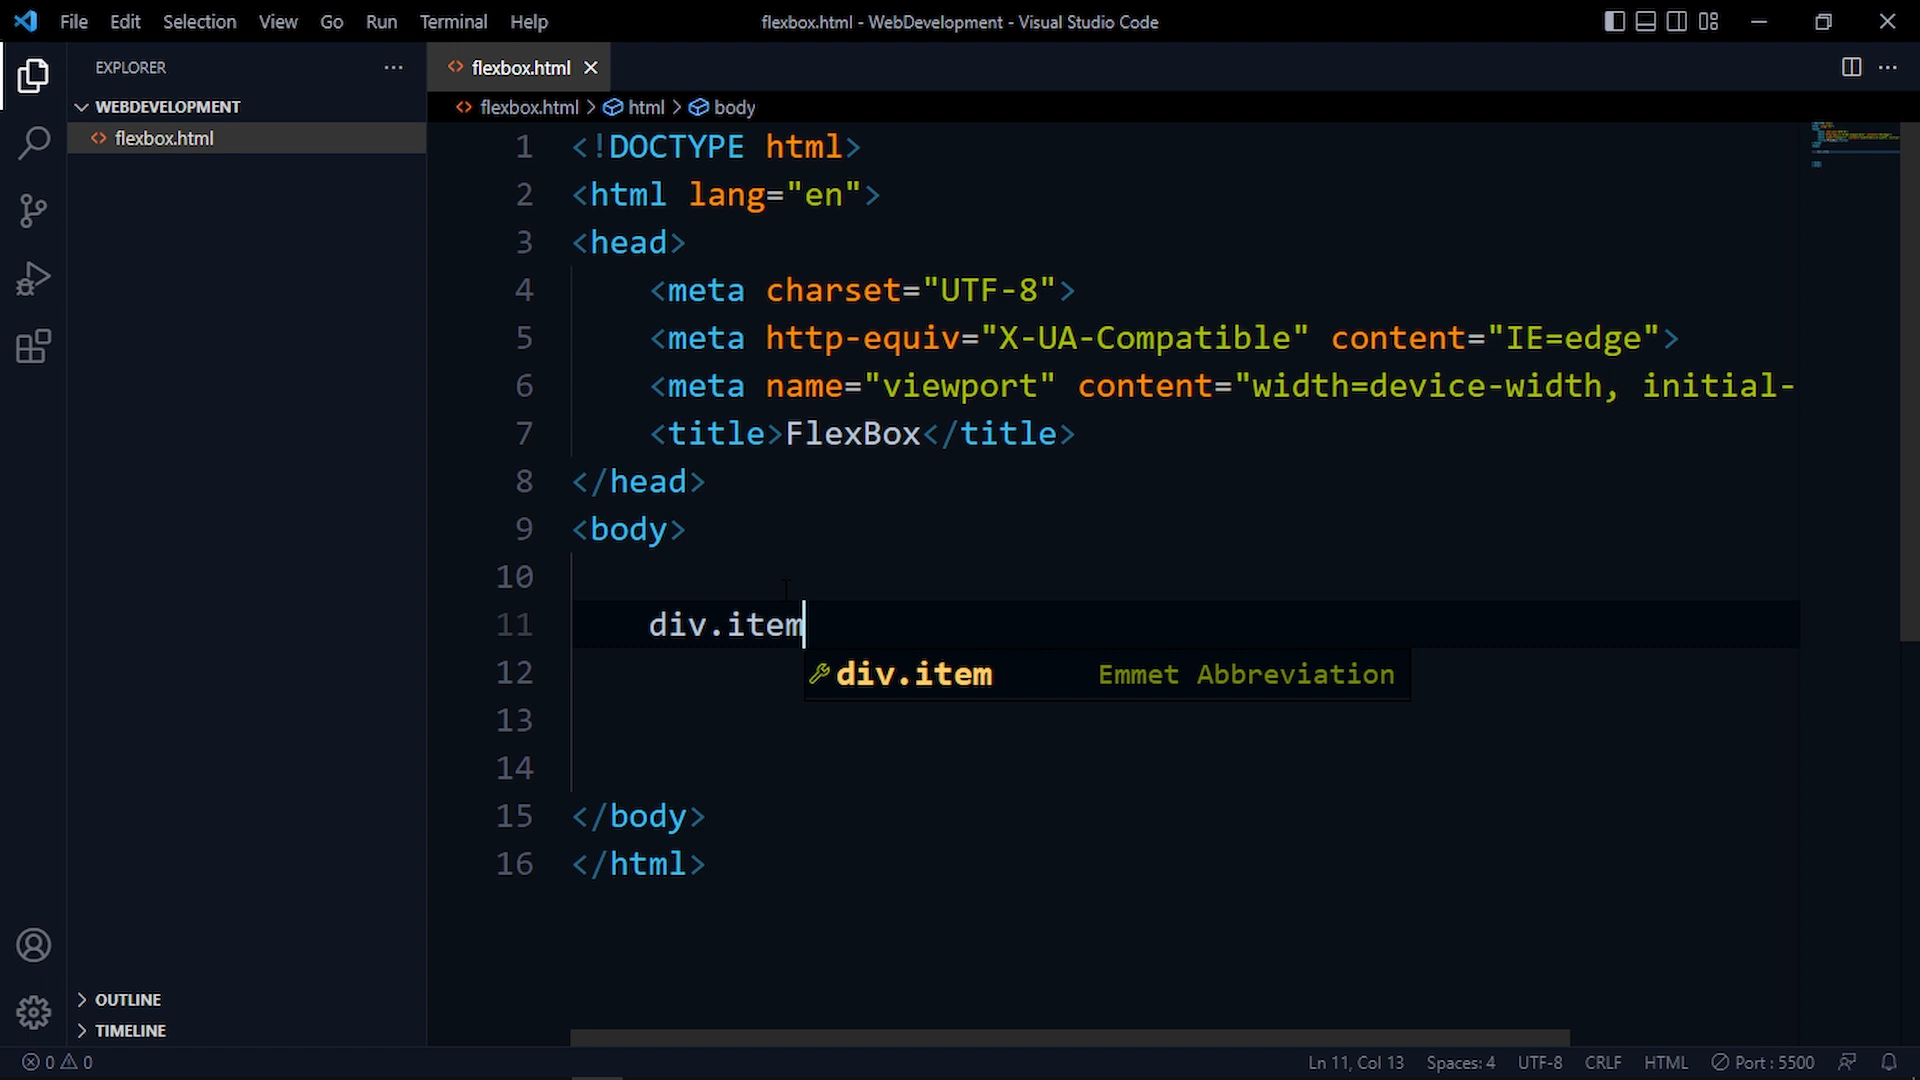 File Edit Selection View Go Run Terminal Help
flexbox.html - WebDevelopment - Visual Studio Code
EXPLORER
WEBDEVELOPMENT
flexbox.html
OUTLINE
TIMELINE
flexbox.html
flexbox.html > html > body
1 <!DOCTYPE html>
2 <html lang="en">
3 <head>
4 <meta charset="UTF-8">
5 <meta http-equiv="X-UA-Compatible" content="IE=edge">
6 <meta name="viewport" content="width=device-width, initial-
7 <title>FlexBox</title>
8 </head>
9 <body>
10
11 div.item
div.item Emmet Abbreviation
12
13
14
15 </body>
16 </html>
0 0
Ln 11, Col 13 Spaces: 4 UTF-8 CRLF HTML Port : 5500